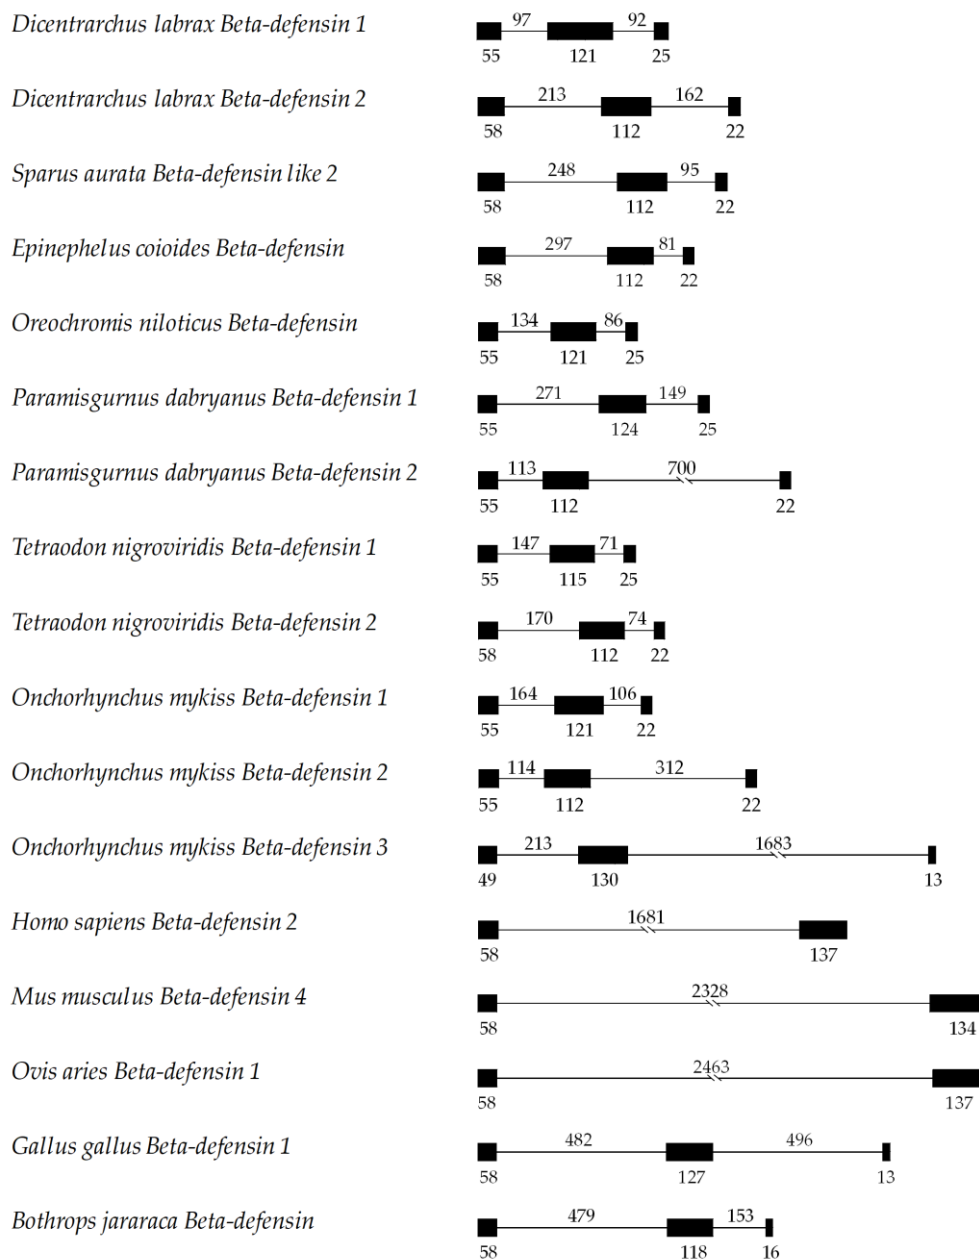 Dicentrarchus labrax Beta-defensin 1
97 92
55 121 25
Dicentrarchus labrax Beta-defensin 2
213 162
58 112 22
Sparus aurata Beta-defensin like 2
248 95
58 112 22
Epinephelus coioides Beta-defensin
297 81
58 112 22
Oreochromis niloticus Beta-defensin
134 86
55 121 25
Paramisgurnus dabryanus Beta-defensin 1
271 149
55 124 25
Paramisgurnus dabryanus Beta-defensin 2
113 700
55 112 22
Tetraodon nigroviridis Beta-defensin 1
147 71
55 115 25
Tetraodon nigroviridis Beta-defensin 2
170 74
58 112 22
Onchorhynchus mykiss Beta-defensin 1
164 106
55 121 22
Onchorhynchus mykiss Beta-defensin 2
114 312
55 112 22
Onchorhynchus mykiss Beta-defensin 3
213 1683
49 130 13
Homo sapiens Beta-defensin 2
1681
58 137
Mus musculus Beta-defensin 4
2328
58 134
Ovis aries Beta-defensin 1
2463
58 137
Gallus gallus Beta-defensin 1
482 496
58 127 13
Bothrops jararaca Beta-defensin
479 153
58 118 16